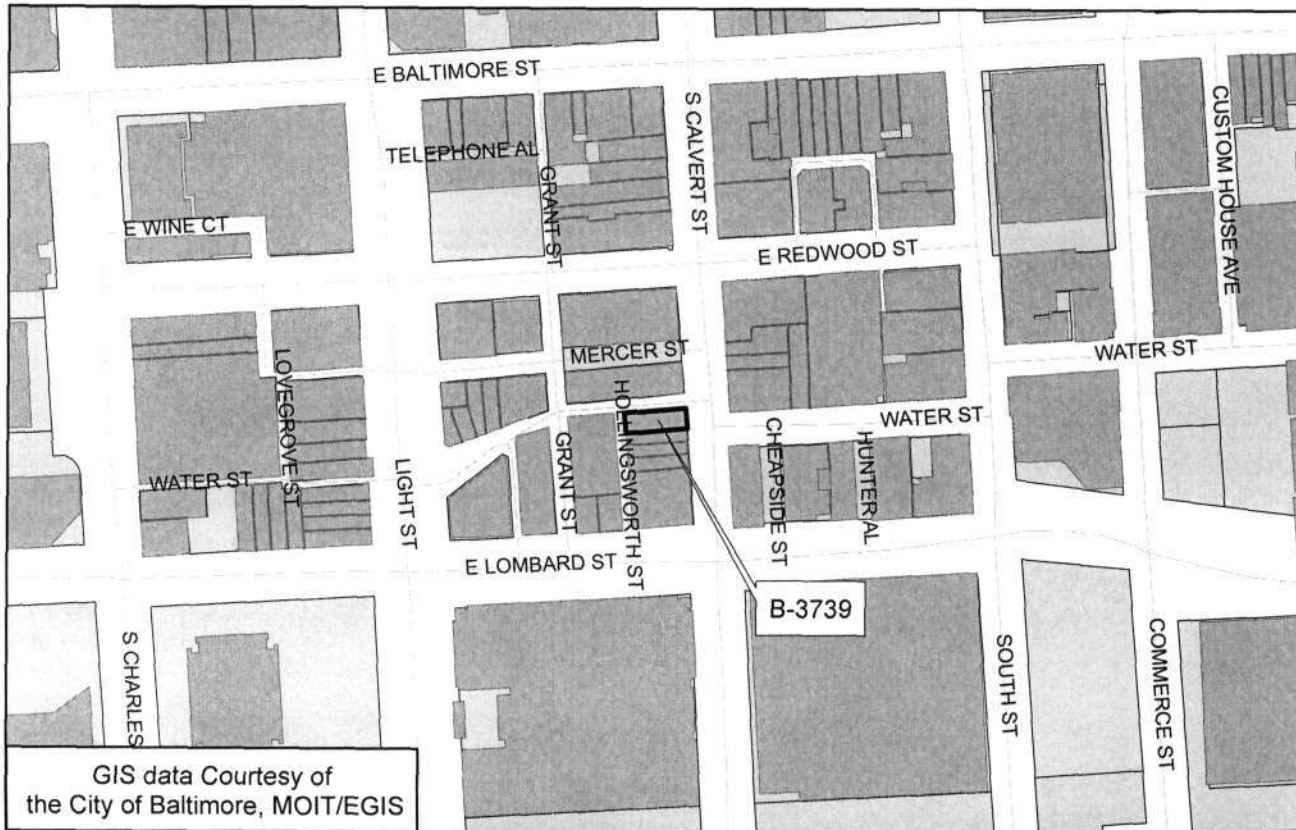 E BALTIMORE ST
S CALVERT ST
CUSTOM HOUSE AVE
TELEPHONE AL
GRANT ST
E WINE CT
E REDWOOD ST
MERCER ST
WATER ST
LOVEGROVE ST
HOLLINGSWORTH ST
WATER ST
CHEAPSIDE ST
HUNTER AL
WATER ST
LIGHT ST
GRANT ST
E LOMBARD ST
B-3739
S CHARLES
SOUTH ST
COMMERCE ST
GIS data Courtesy of
the City of Baltimore, MOIT/EGIS